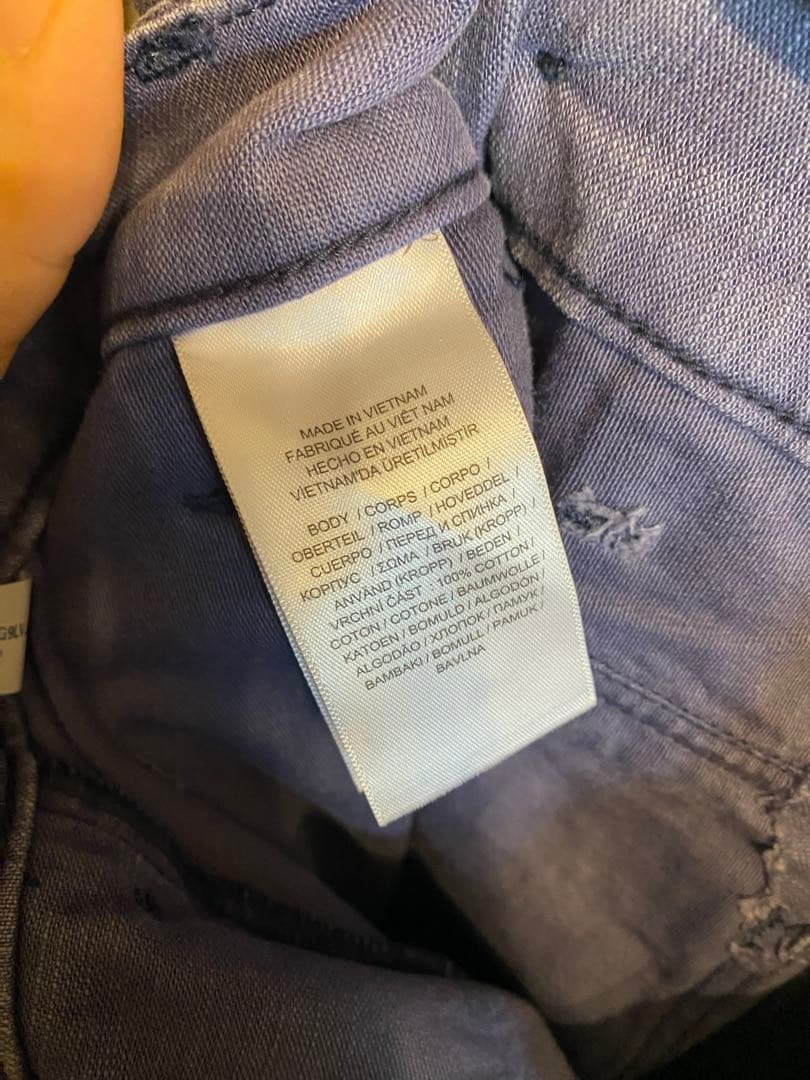 MADE IN VIETNAM
FABRIQUÉ AU VIÊT NAM
HECHO EN VIETNAM
VIETNAM'DA ÜRETILMIŞTIR
BODY / CORPS / CORPO /
OBERTEIL / ROMP / HOVEDDEL /
CUERPO / ПЕРЕД И СПИНКА /
КОРПУС / ΣΩΜΑ / BRUK (KROPP) /
ANVÄND (KROPP) / BEDEN /
VRCHNÍ ČÁST 100% COTTON /
COTON / COTONE / BAUMWOLLE /
KATOEN / BOMULD / ALGODÓN /
ALGODÃO / ХЛОПОК / ПАМУК /
BAMBAKI / BOMULL / PAMUK /
BAVLNA